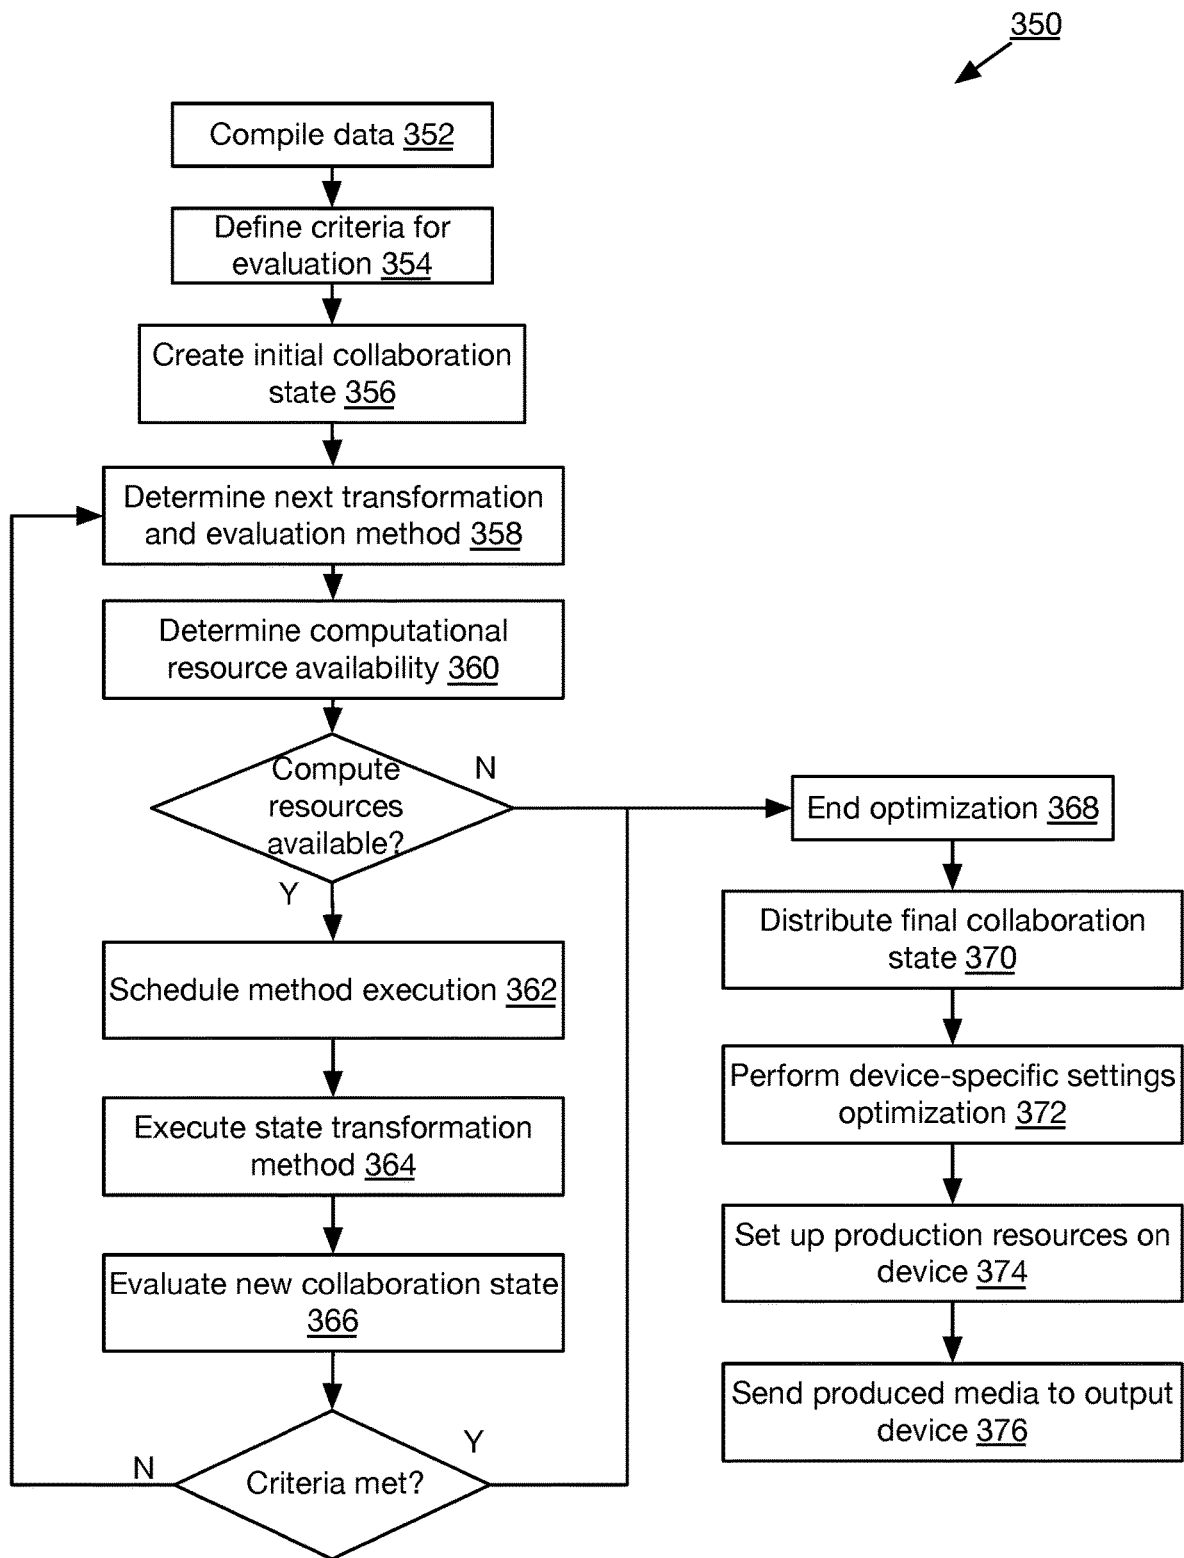 350
Compile data 352
Define criteria for
evaluation 354
Create initial collaboration
state 356
Determine next transformation
and evaluation method 358
Determine computational
resource availability 360
Compute
resources
available?
N
Y
Schedule method execution 362
Execute state transformation
method 364
Evaluate new collaboration state
366
Criteria met?
N
Y
End optimization 368
Distribute final collaboration
state 370
Perform device-specific settings
optimization 372
Set up production resources on
device 374
Send produced media to output
device 376